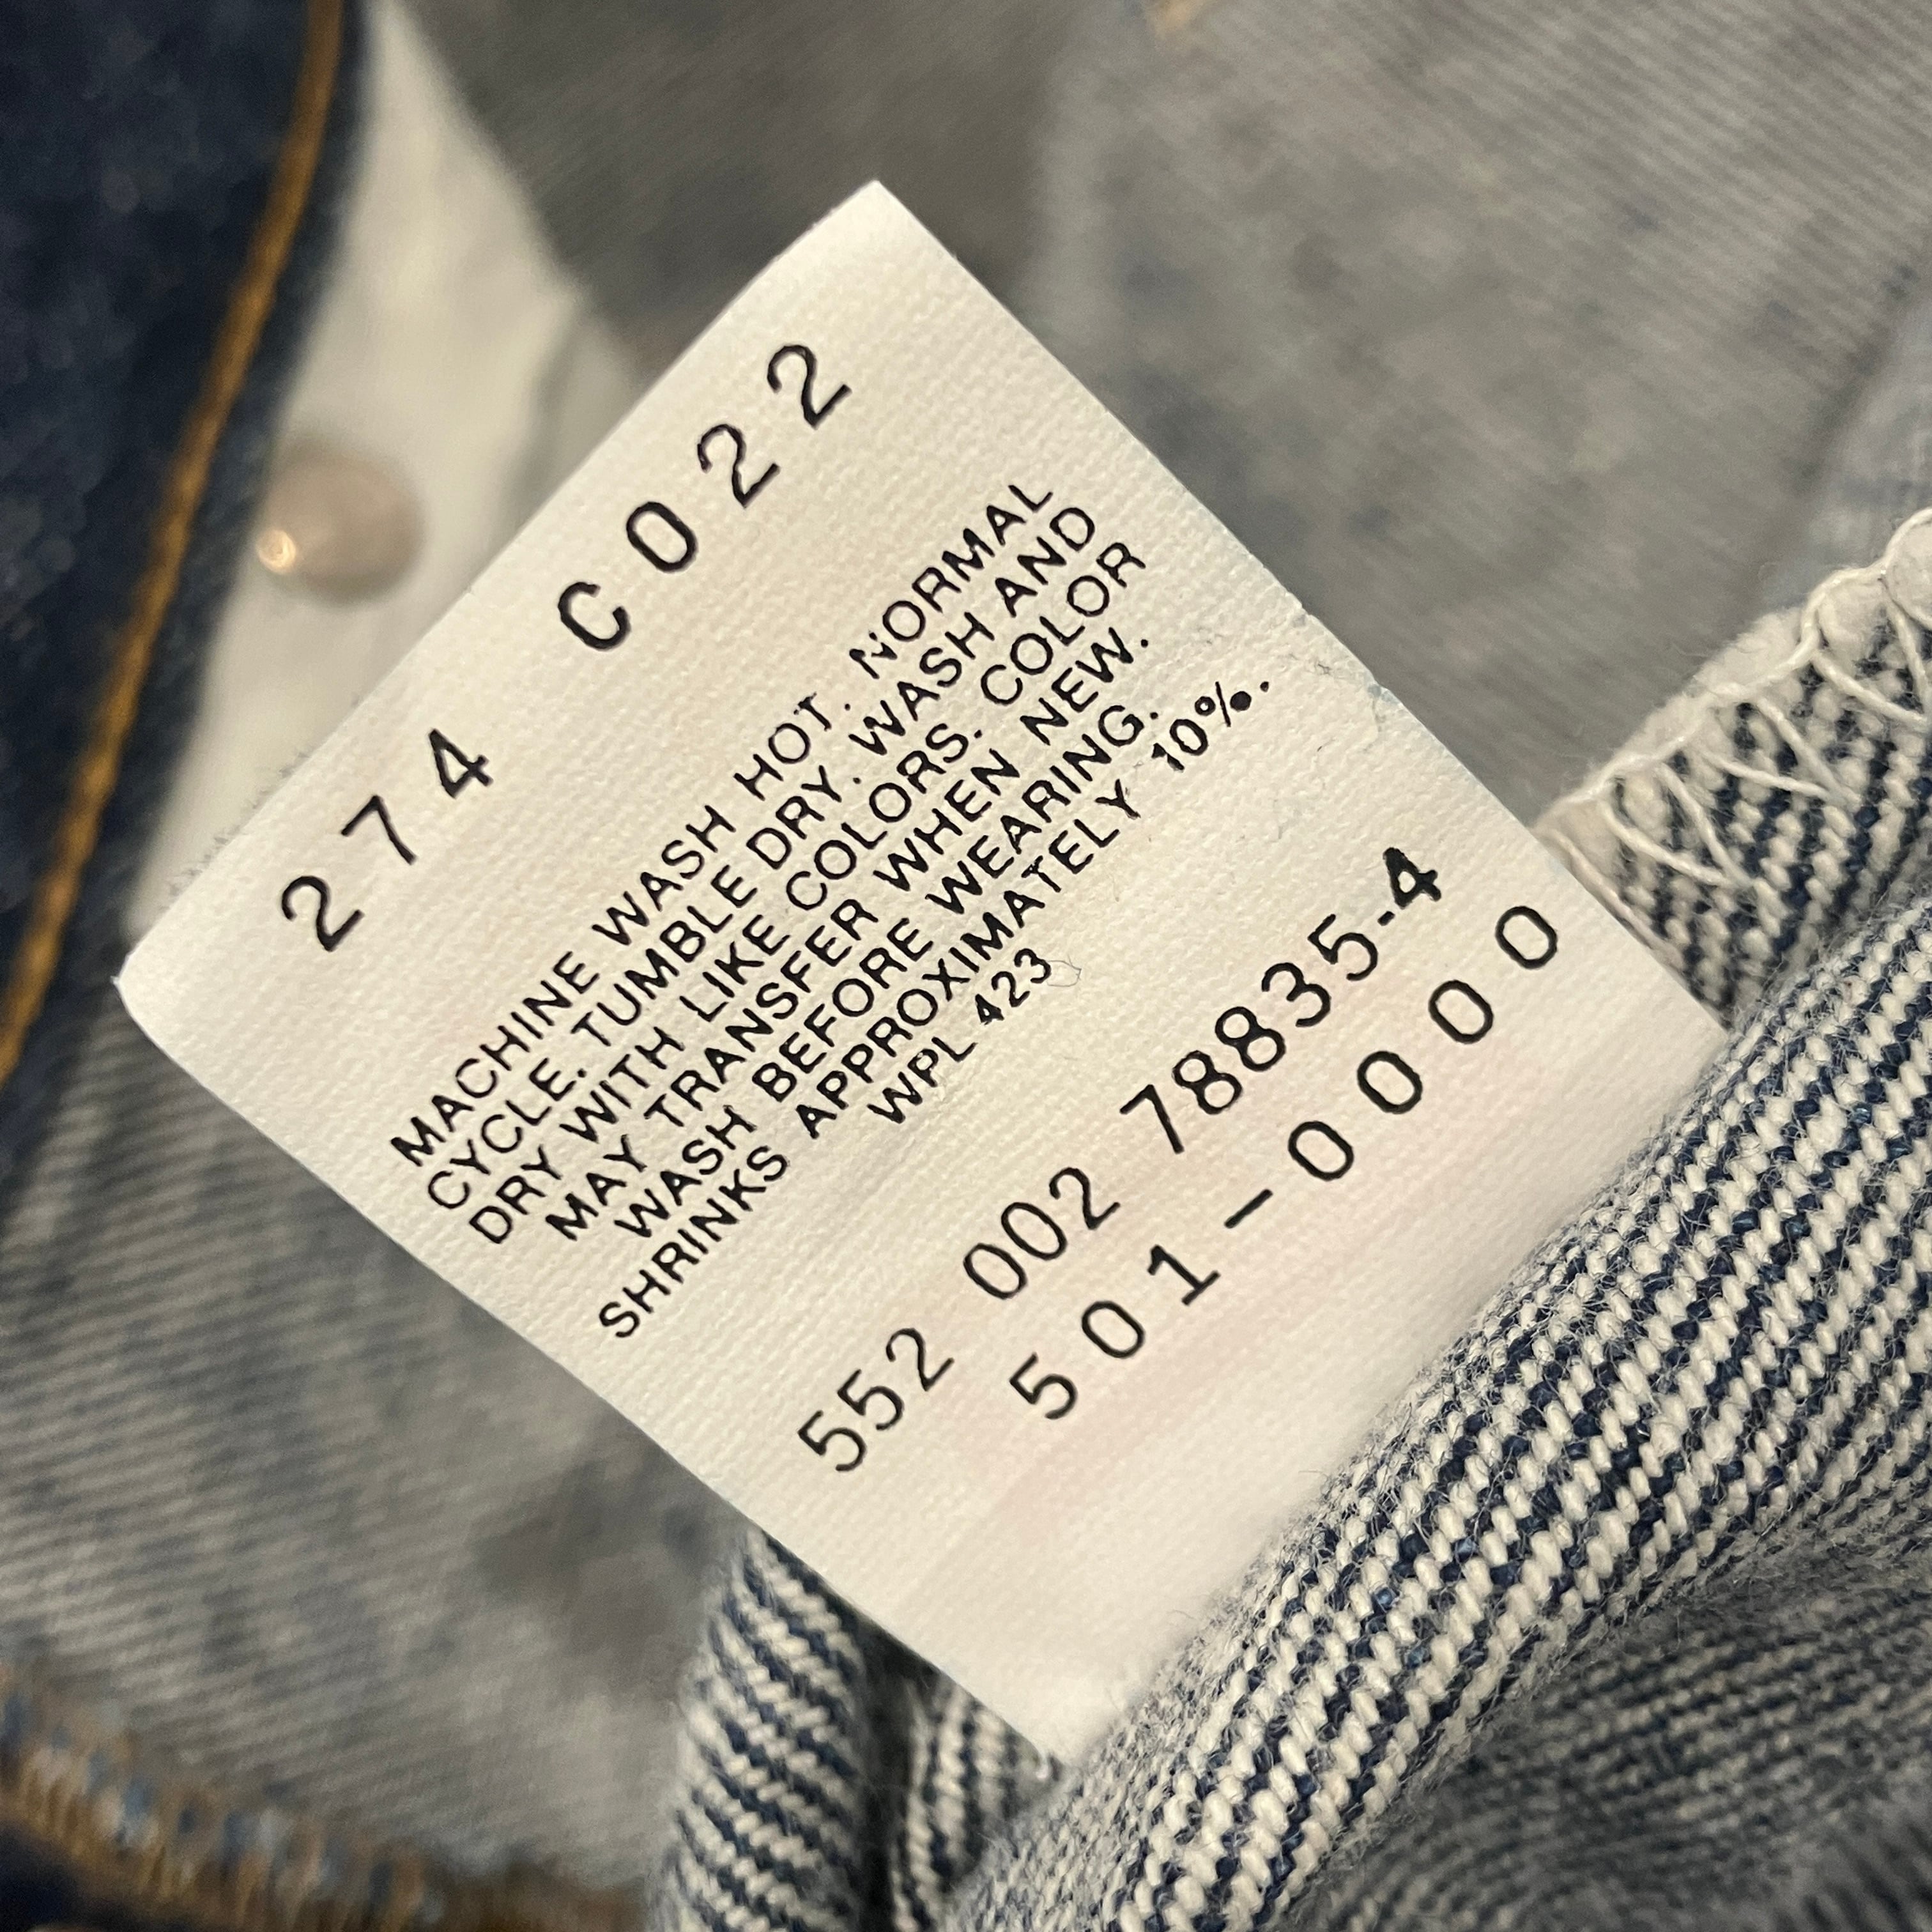 274 C022
MACHINE WASH HOT. NORMAL
CYCLE. TUMBLE DRY. WASH AND
DRY WITH LIKE COLORS. COLOR
MAY TRANSFER WHEN NEW.
WASH BEFORE WEARING.
SHRINKS APPROXIMATELY 10%.
WPL 423
552 002 78835-4
501-0000